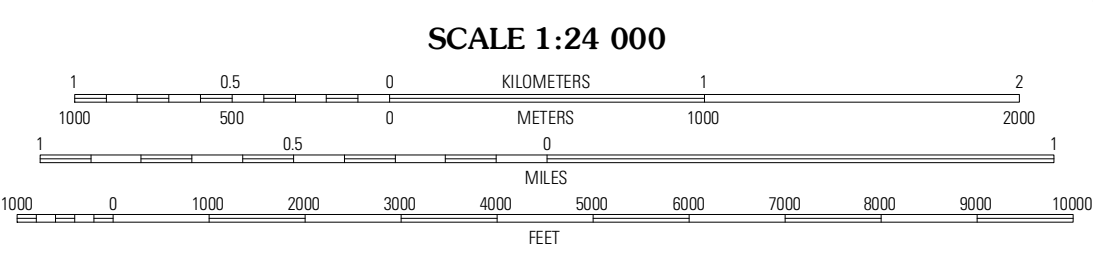 SCALE 1:24 000
1 0.5 0 KILOMETERS 1 2
1000 500 0 METERS 1000 2000
1 0.5 0 1
MILES
1000 0 1000 2000 3000 4000 5000 6000 7000 8000 9000 10000
FEET